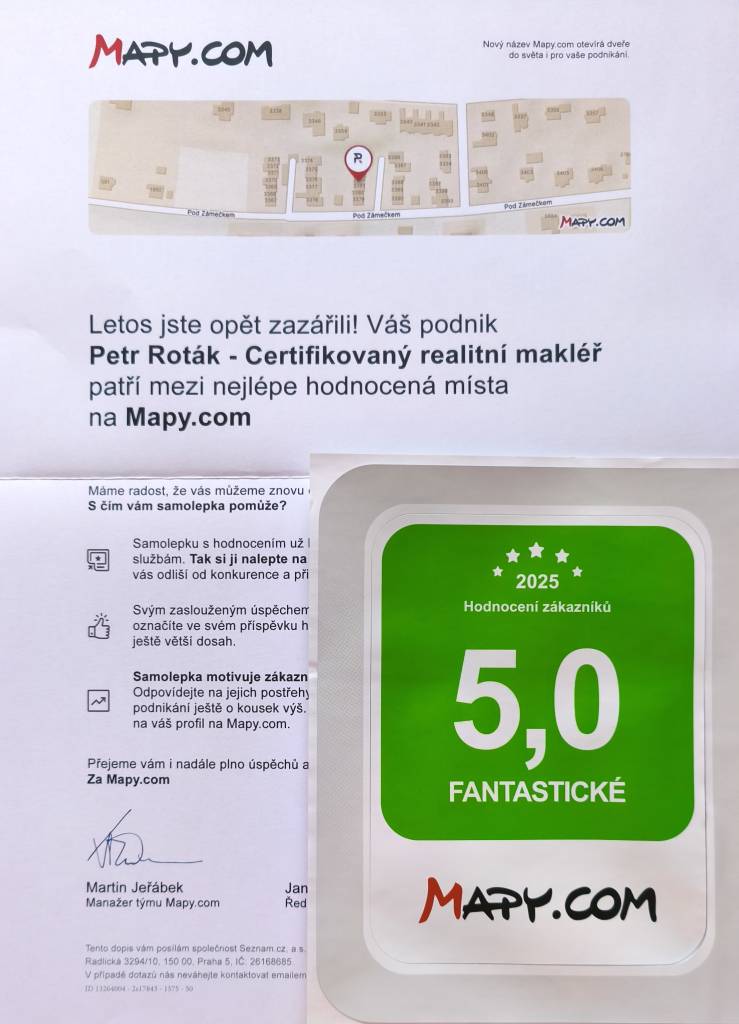 MAPY.COM
Nový název Mapy.com otevírá dveře
do světa i pro vaše podnikání.
Pod Zámečkem
Pod Zámečkem
Pod Zámečkem
MAPY.COM
Letos jste opět zazářili! Váš podnik
Petr Roták - Certifikovaný realitní makléř
patří mezi nejlépe hodnocená místa
na Mapy.com
Máme radost, že vás můžeme znovu
S čím vám samolepka pomůže?
Samolepku s hodnocením už
službám. Tak si ji nalepte na
vás odliší od konkurence a
Svým zaslouženým úspěchem
označíte ve svém příspěvku
ještě větší dosah.
Samolepka motivuje
Odpovídejte na jejich postřehy
podnikání ještě o kousek výš.
na váš profil na Mapy.com.
Přejeme vám i nadále plno úspěchů a
Za Mapy.com
Martin Jeřábek
Manažer týmu Mapy.com
Jan
Tento dopis vám posílám společnost Seznam.cz, a.s.
Radlická 3294/10, 150 00, Praha 5, IČ: 26168685.
V případě dotazů nás neváhejte kontaktovat emailem
2025
Hodnocení zákazníků
5,0
FANTASTICKÉ
MAPY.COM